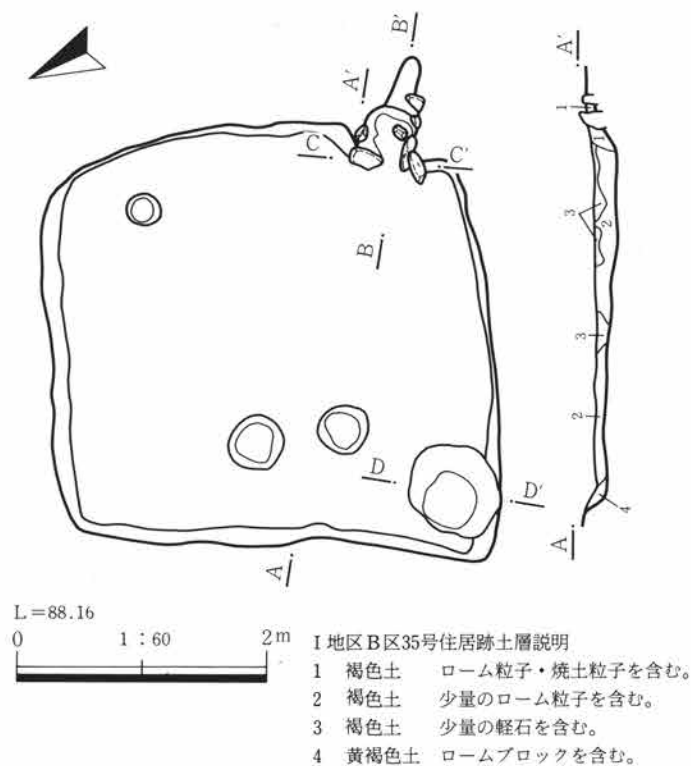 B′
A′
A′
1
C
C′
1
3
2
B
3
2
D
D′
4
A
A
L=88.16
0 1:60 2m
I地区B区35号住居跡土層説明
1 褐色土 ローム粒子・焼土粒子を含む。
2 褐色土 少量のローム粒子を含む。
3 褐色土 少量の軽石を含む。
4 黄褐色土 ロームブロックを含む。